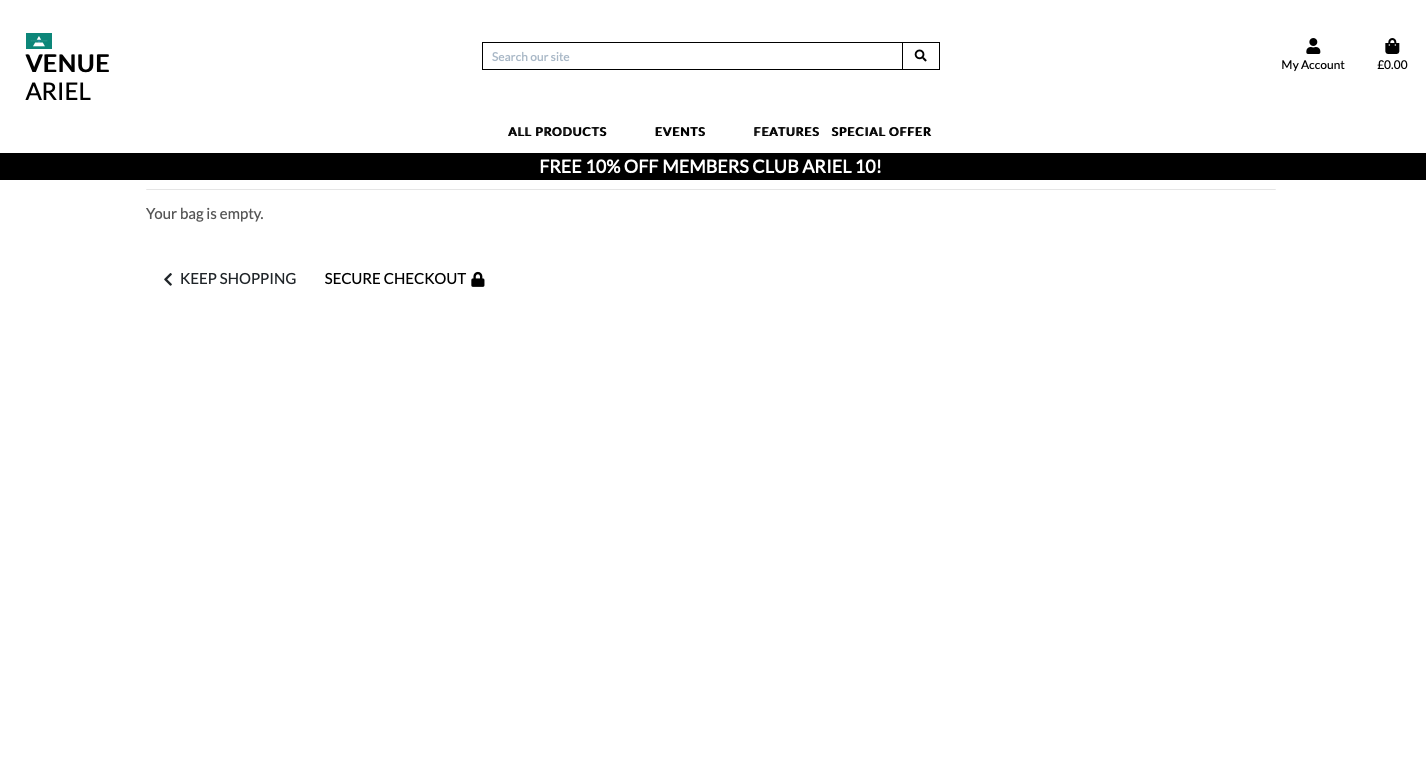 VENUE
ARIEL
Search our site
My Account
£0.00
ALL PRODUCTS
EVENTS
FEATURES
SPECIAL OFFER
FREE 10% OFF MEMBERS CLUB ARIEL 10!
Your bag is empty.
KEEP SHOPPING
SECURE CHECKOUT